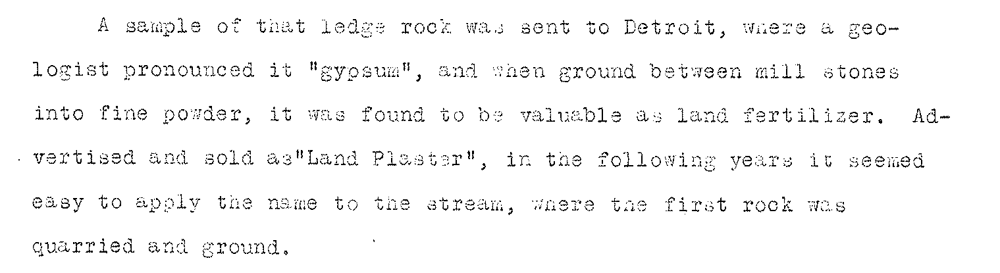 A sample of that ledge rock was sent to Detroit, where a geo-
logist pronounced it "gypsum", and when ground between mill stones
into fine powder, it was found to be valuable as land fertilizer. Ad-
vertised and sold as"Land Plaster", in the following years it seemed
easy to apply the name to the stream, where the first rock was
quarried and ground.